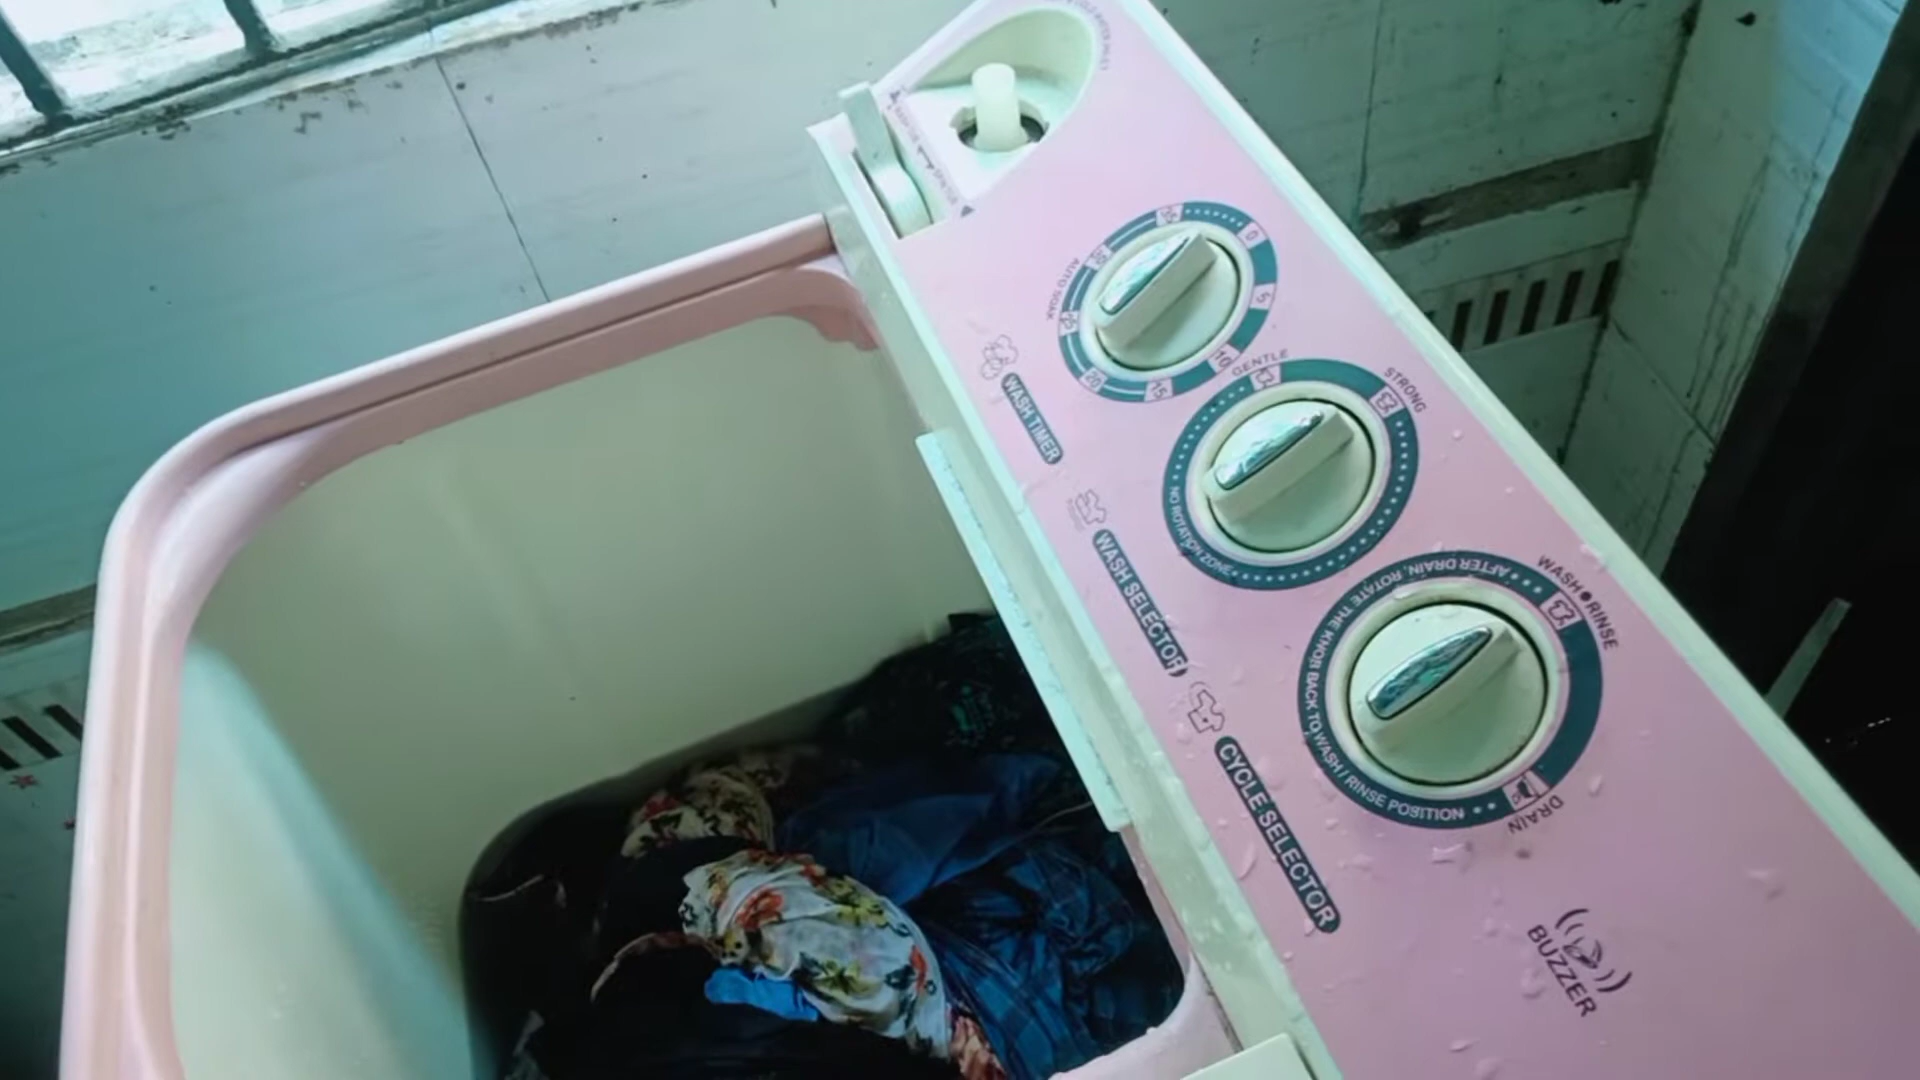 35
0
5
10
15
20
AUTO SOAK
WASH TIMER
GENTLE
STRONG
NO ROTATION ZONE
WASH SELECTOR
WASH●RINSE
AFTER DRAIN, ROTATE THE KNOB BACK TO WASH / RINSE POSITION
DRAIN
CYCLE SELECTOR
BUZZER